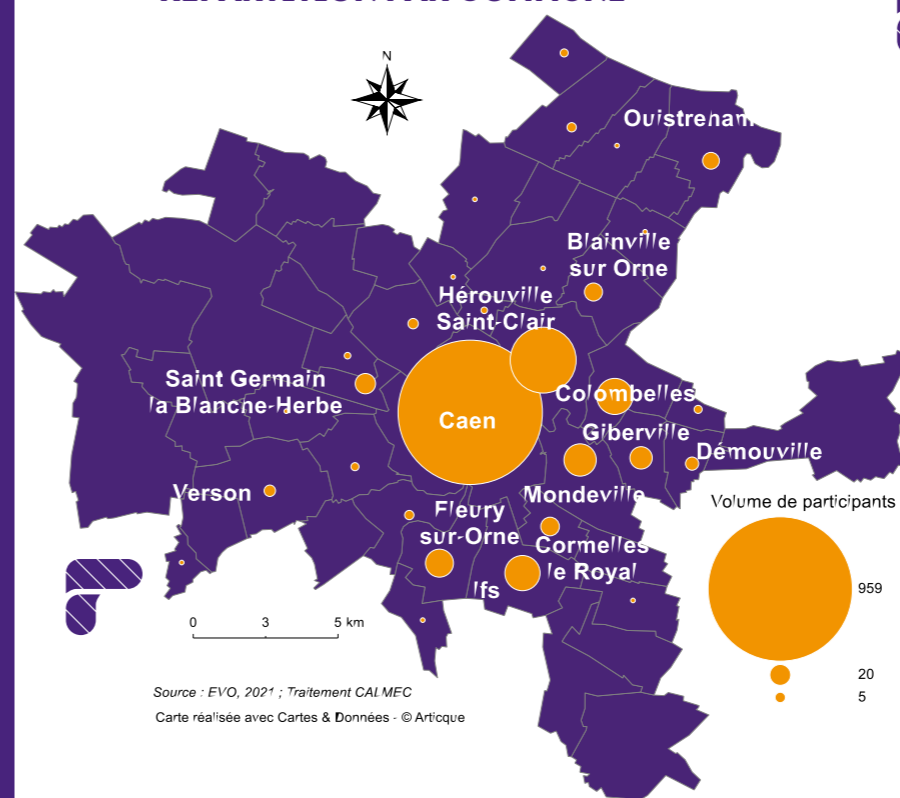 N
Ouistreham
Blainville
sur Orne
Hérouville
Saint-Clair
Saint Germain
la Blanche-Herbe
Caen
Colombelles
Giberville
Démouville
Verson
Mondeville
Fleury
sur-Orne
Cormelles
le Royal
Ifs
Volume de participants
959
20
5
0 3 5 km
Source : EVO, 2021 ; Traitement CALMEC
Carte réalisée avec Cartes & Données - © Articque